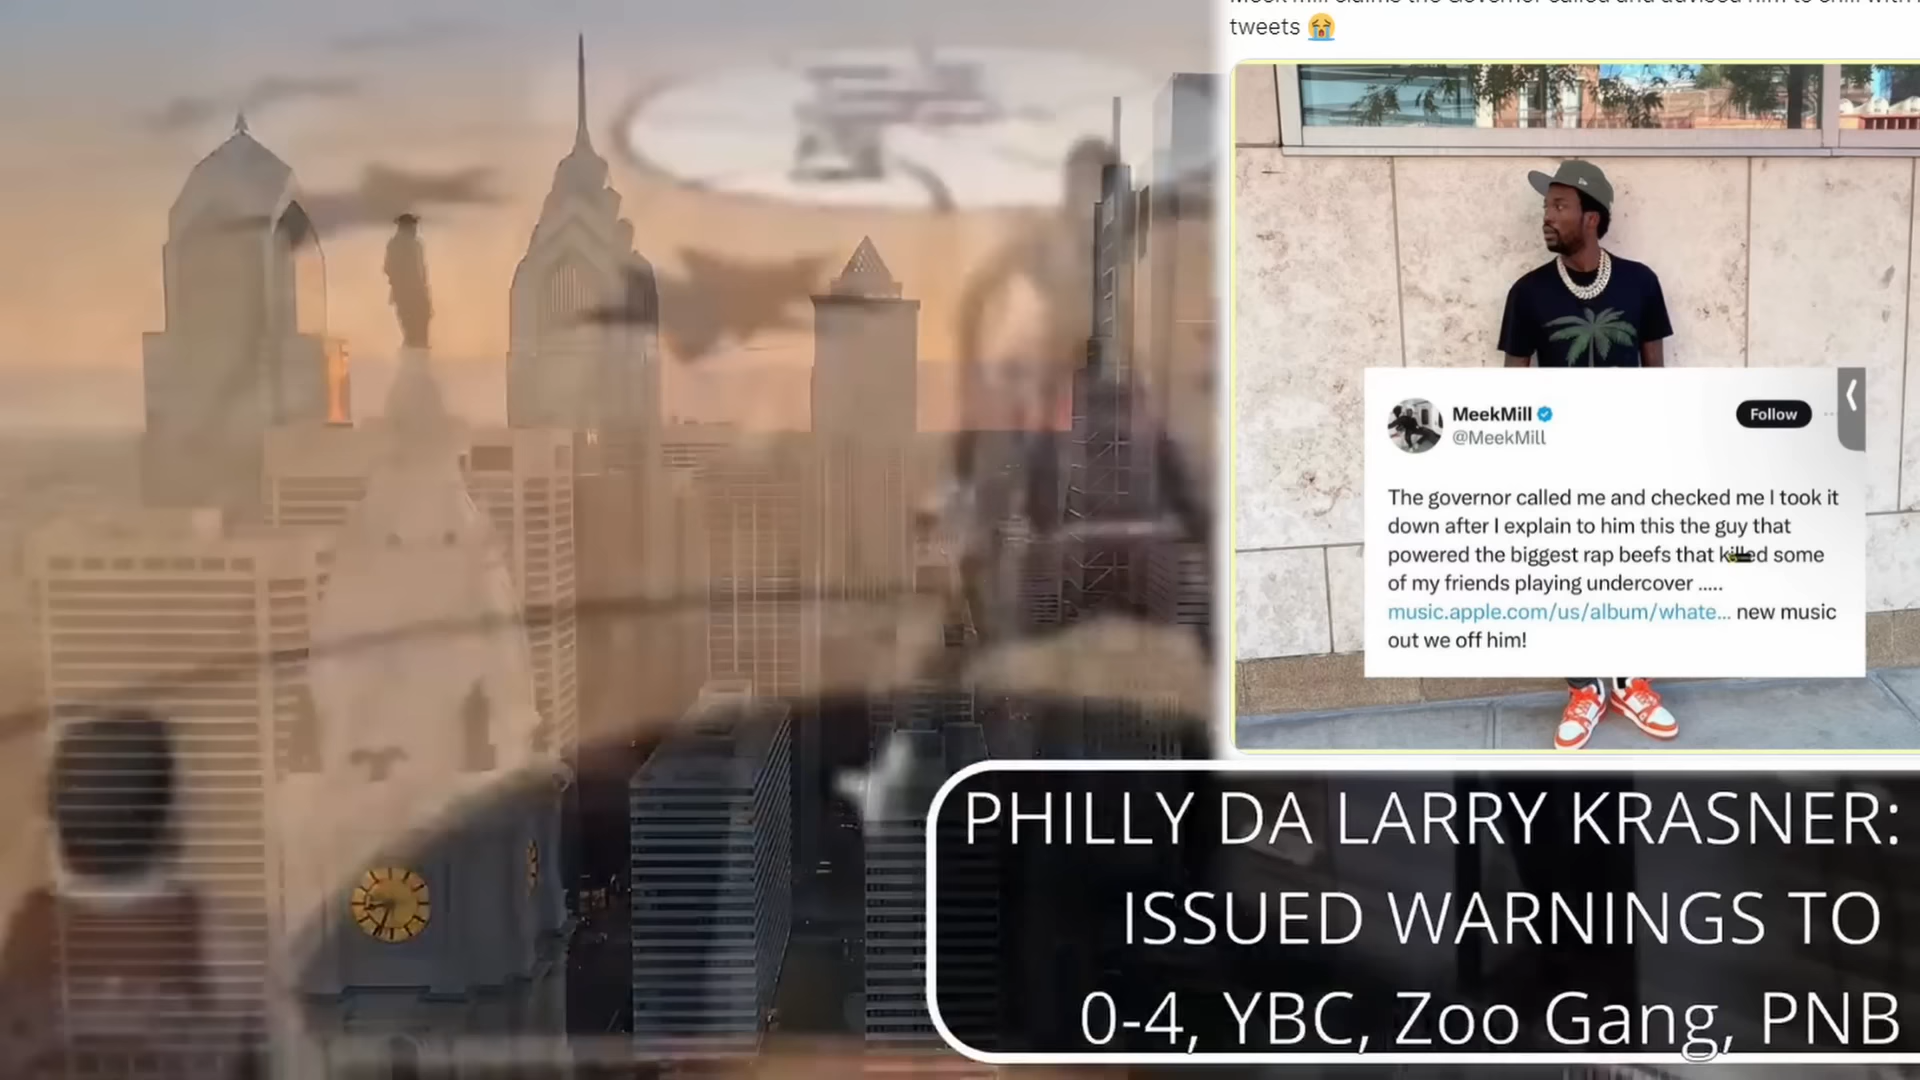 tweets 😭
MeekMill
@MeekMill
Follow
The governor called me and checked me I took it
down after I explain to him this the guy that
powered the biggest rap beefs that killed some
of my friends playing undercover .....
music.apple.com/us/album/whate... new music
out we off him!
PHILLY DA LARRY KRASNER:
ISSUED WARNINGS TO
0-4, YBC, Zoo Gang, PNB